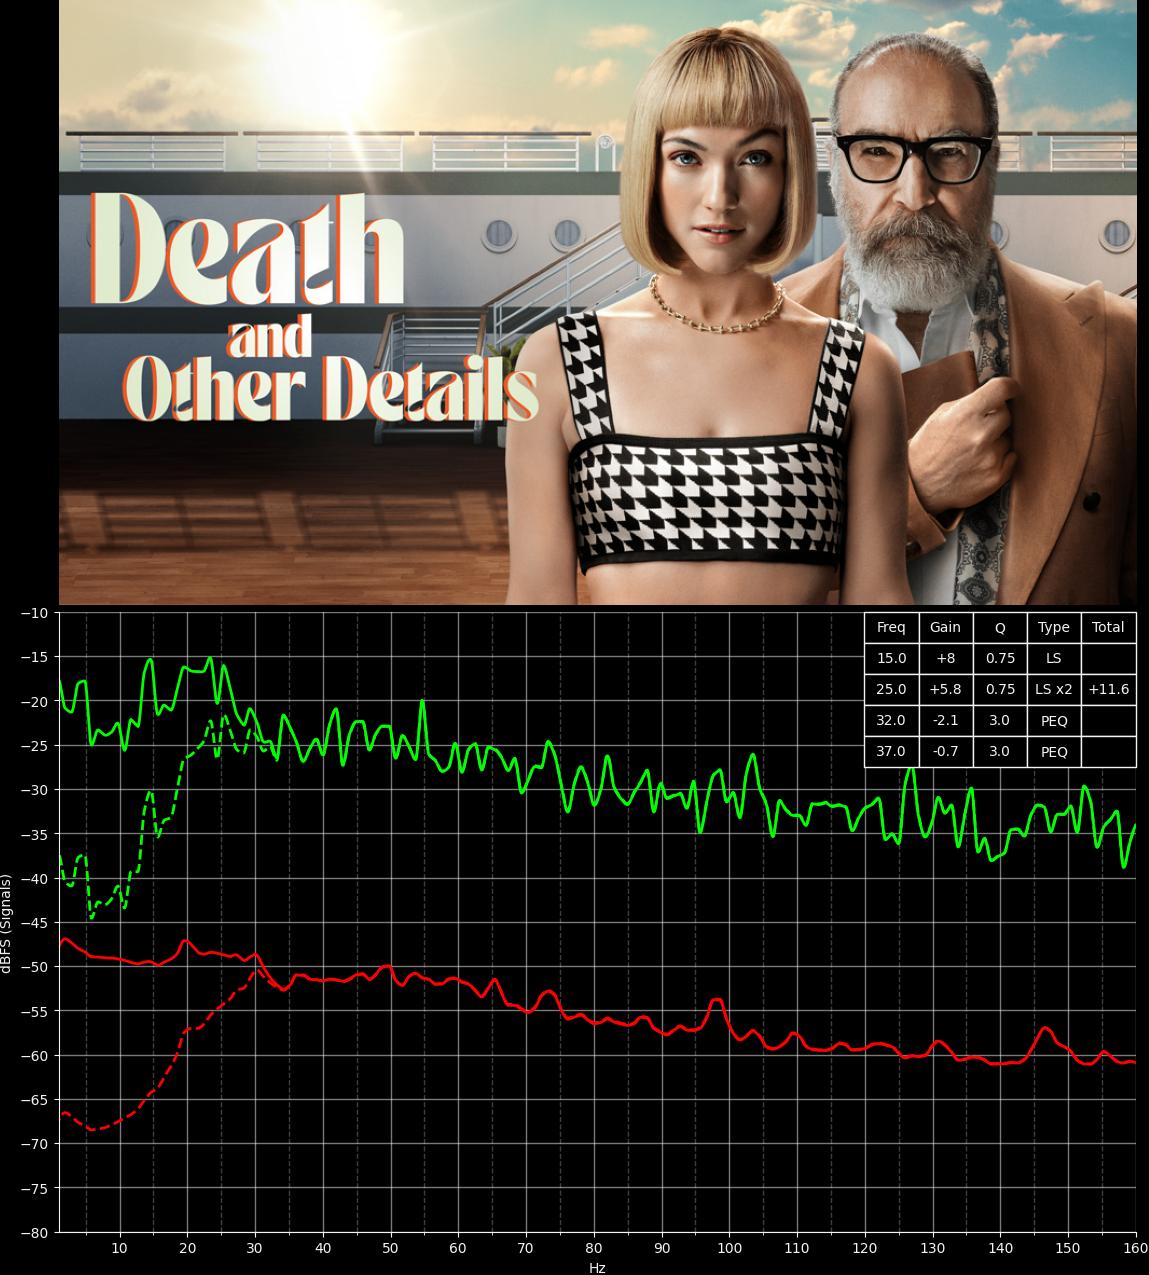 Death
and
Other Details
−10
−15
−20
−25
−30
−35
−40
−45
−50
−55
−60
−65
−70
−75
−80
dBFS (Signals)
Freq Gain Q Type Total
15.0 +8 0.75 LS
25.0 +5.8 0.75 LS x2 +11.6
32.0 -2.1 3.0 PEQ
37.0 -0.7 3.0 PEQ
10 20 30 40 50 60 70 80 90 100 110 120 130 140 150 160
Hz